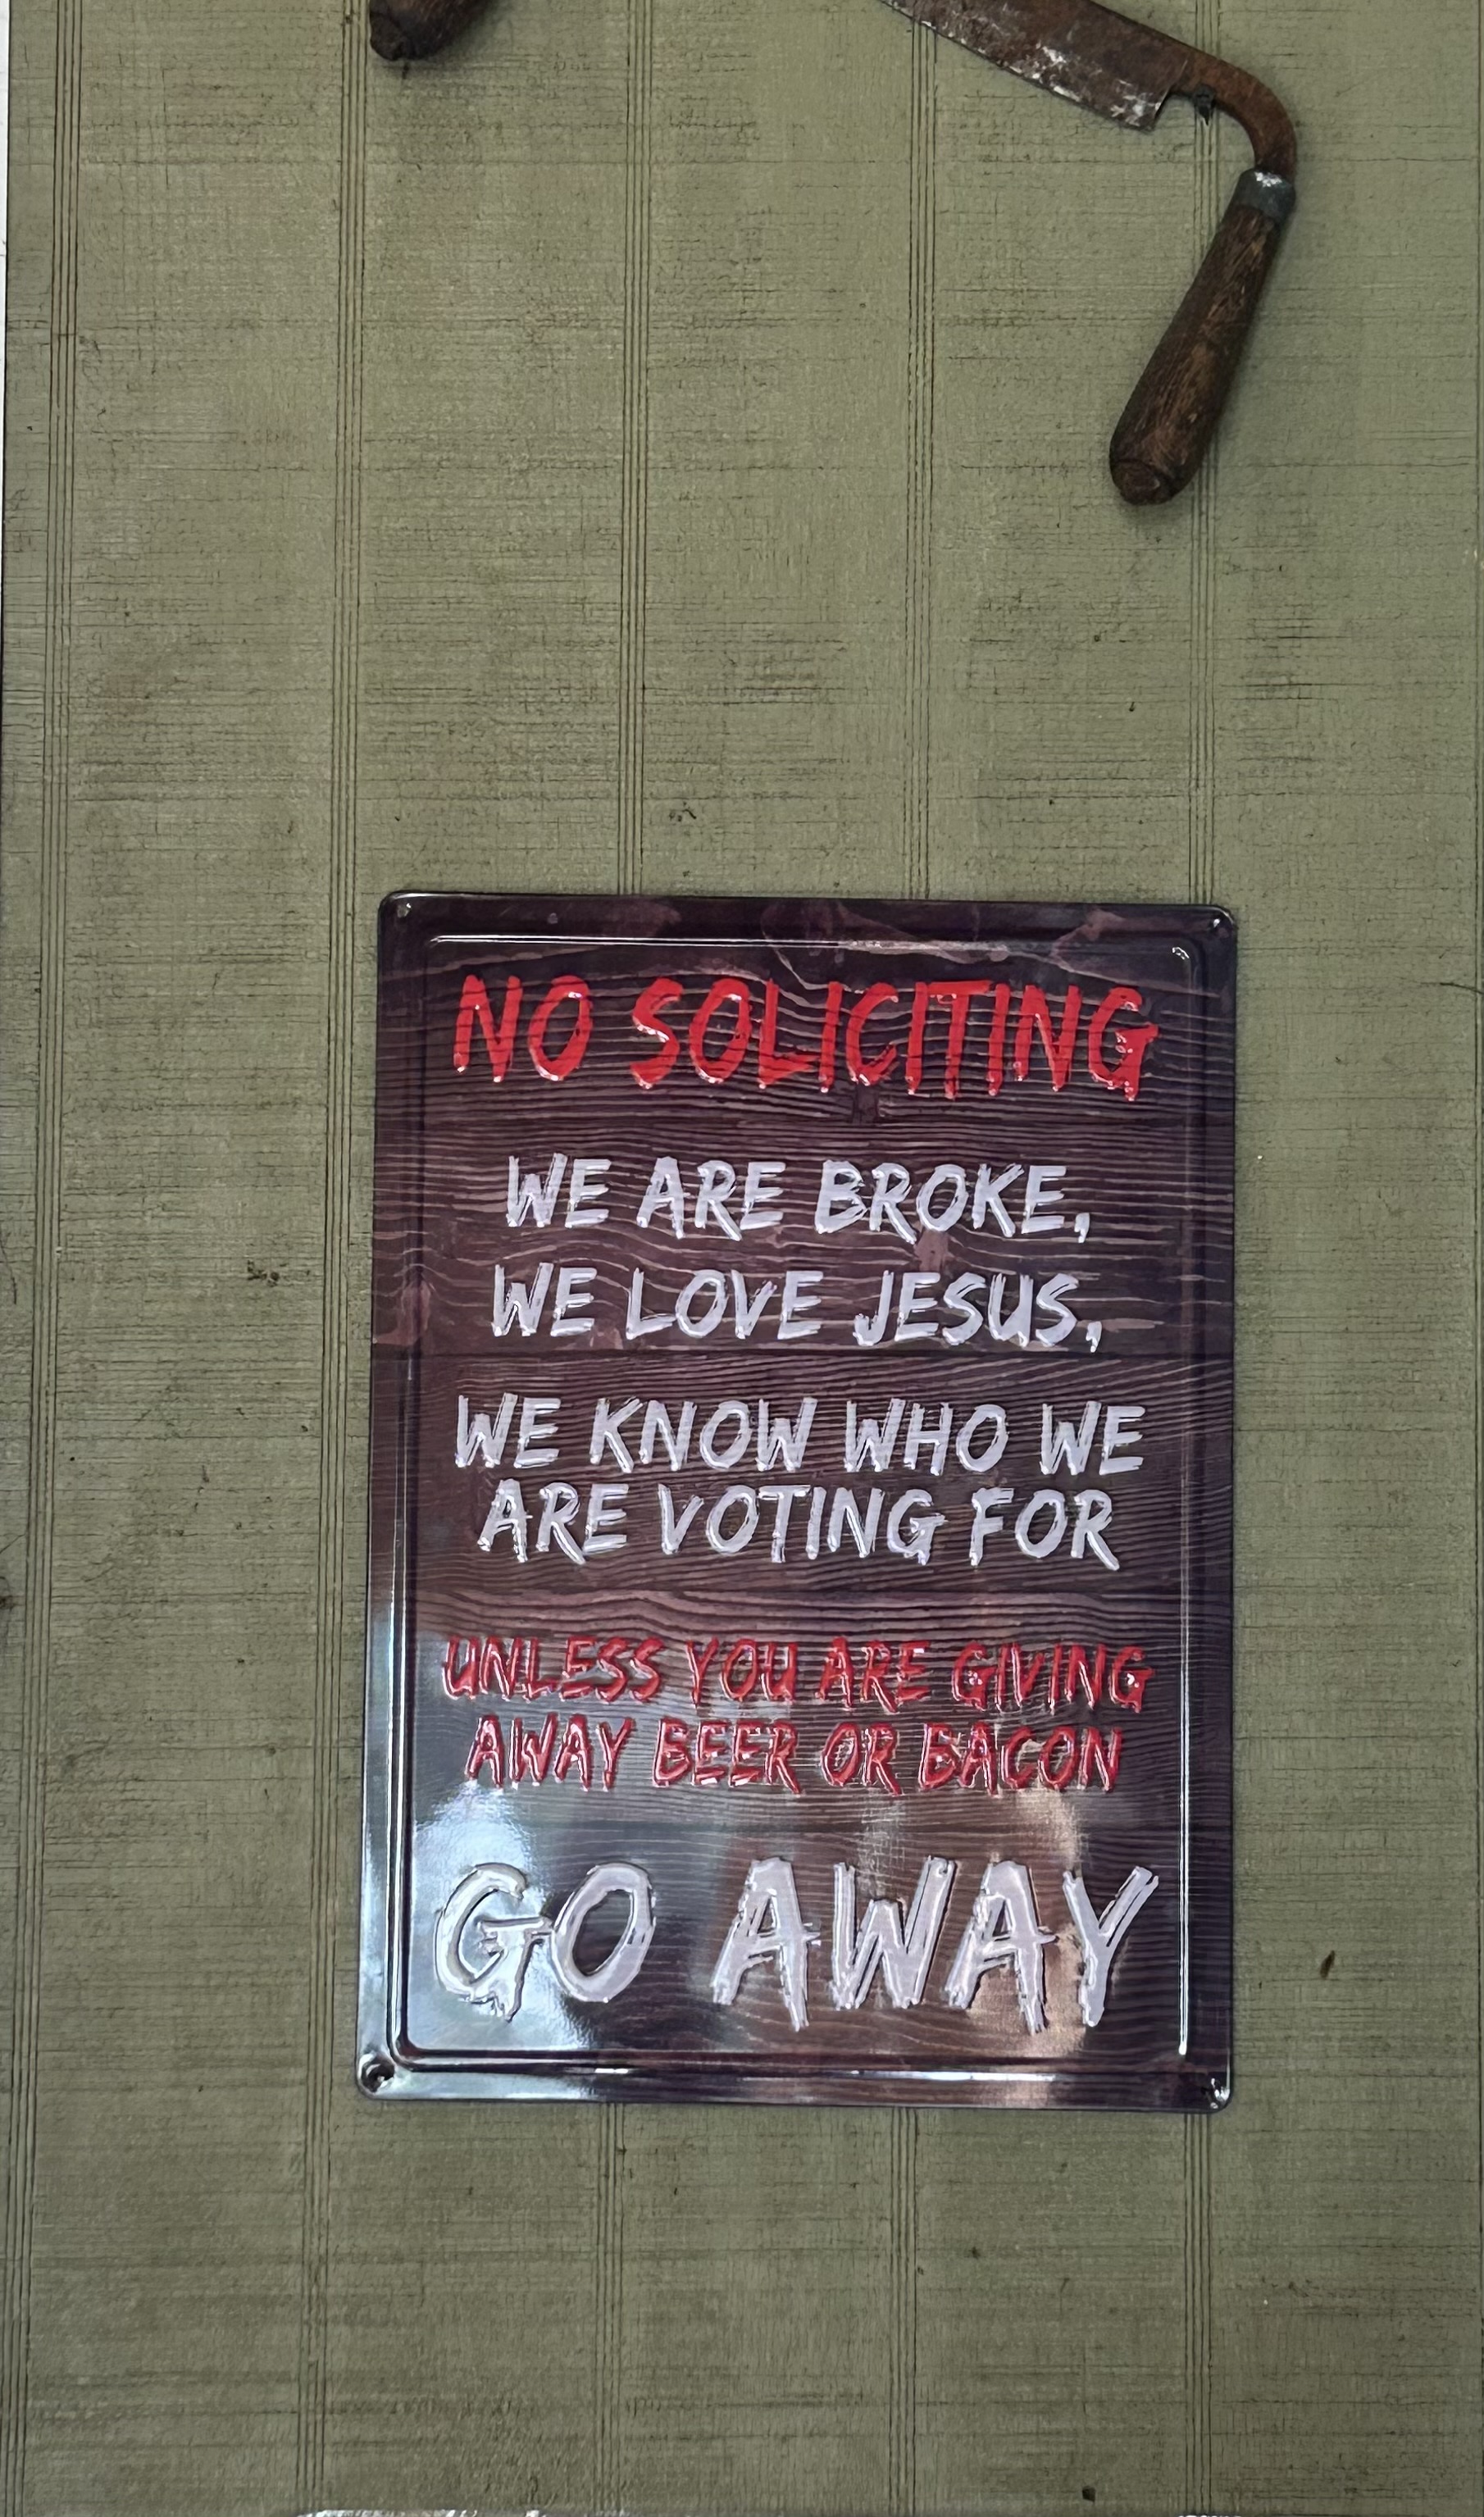 NO SOLICITING
WE ARE BROKE,
WE LOVE JESUS,
WE KNOW WHO WE
ARE VOTING FOR
UNLESS YOU ARE GIVING
AWAY BEER OR BACON
GO AWAY